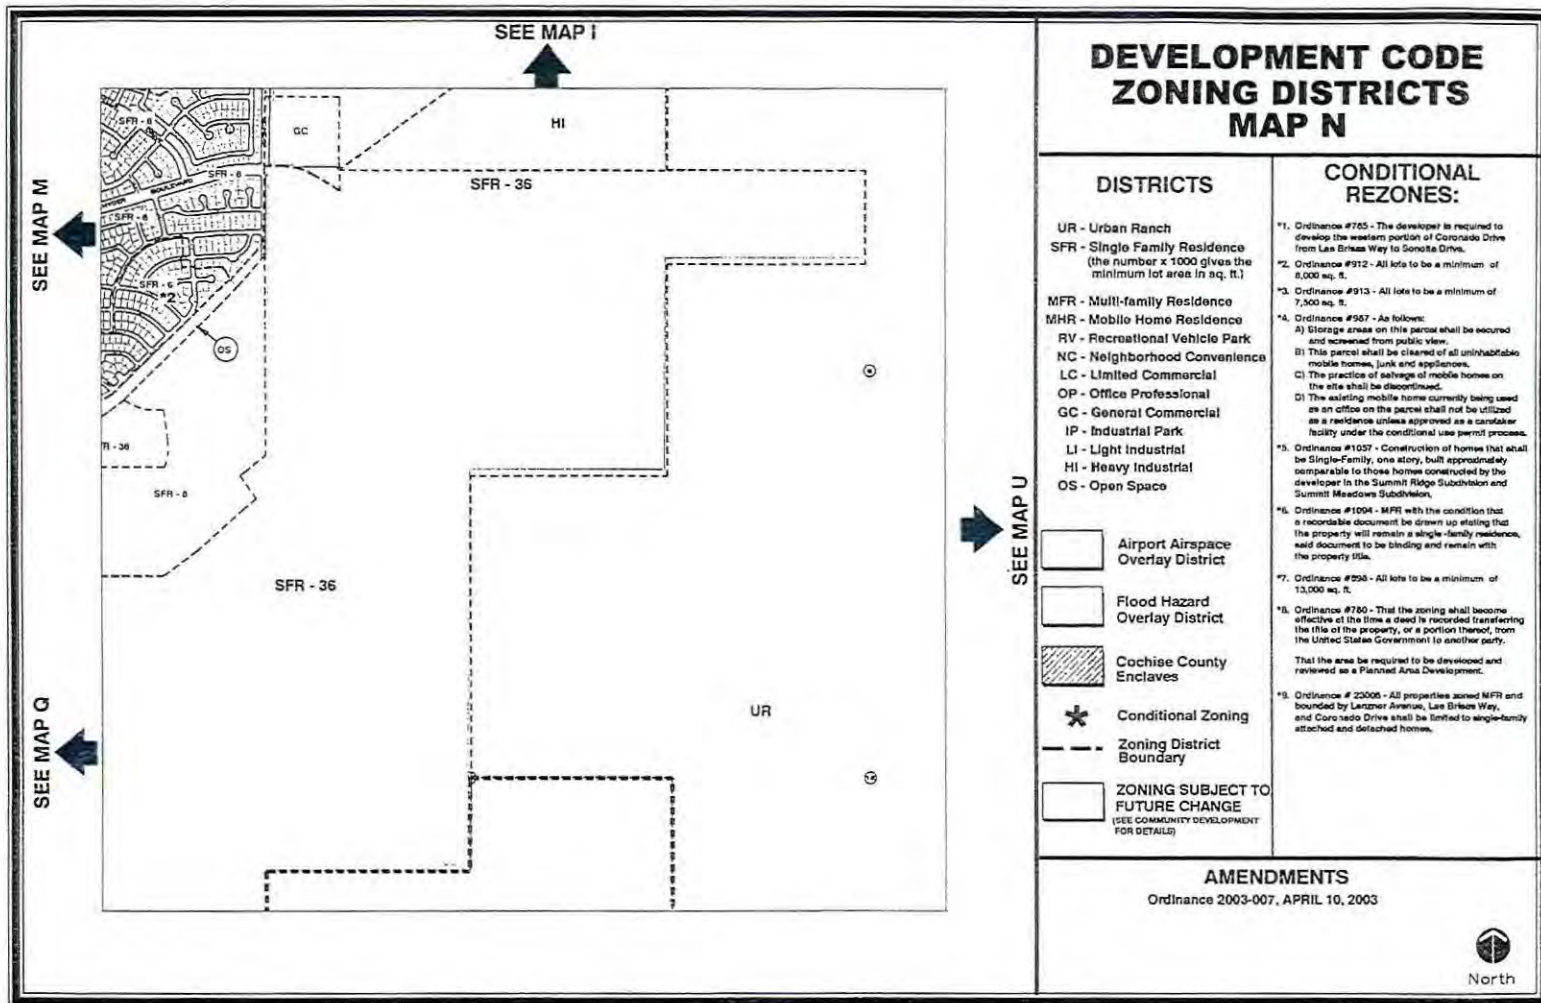 SEE MAP I
DEVELOPMENT CODE
ZONING DISTRICTS
MAP N
SEE MAP M
SEE MAP Q
SEE MAP U
SFR - 8
GC
HI
SFR - 8
BOULEVARD
SFR - 8
SFR - 36
SFR - 6
*2
OS
SFR - 8
SFR - 36
UR
DISTRICTS
UR - Urban Ranch
SFR - Single Family Residence
(the number x 1000 gives the
minimum lot area in sq. ft.)
MFR - Multi-family Residence
MHR - Mobile Home Residence
RV - Recreational Vehicle Park
NC - Neighborhood Convenience
LC - Limited Commercial
OP - Office Professional
GC - General Commercial
IP - Industrial Park
LI - Light Industrial
HI - Heavy Industrial
OS - Open Space
Airport Airspace
Overlay District
Flood Hazard
Overlay District
Cochise County
Enclaves
Conditional Zoning
Zoning District
Boundary
ZONING SUBJECT TO
FUTURE CHANGE
(SEE COMMUNITY DEVELOPMENT
FOR DETAILS)
CONDITIONAL
REZONES:
*1. Ordinance #765 - The developer is required to
develop the western portion of Coronado Drive
from Las Brisas Way to Sonoita Drive.
*2. Ordinance #912 - All lots to be a minimum of
8,000 sq. ft.
*3. Ordinance #913 - All lots to be a minimum of
7,500 sq. ft.
*4. Ordinance #987 - As follows:
A) Storage areas on this parcel shall be secured
and screened from public view.
B) This parcel shall be cleared of all uninhabitable
mobile homes, junk and appliances.
C) The practice of salvage of mobile homes on
the site shall be discontinued.
D) The existing mobile home currently being used
as an office on the parcel shall not be utilized
as a residence unless approved as a caretaker
facility under the conditional use permit process.
*5. Ordinance #1057 - Construction of homes that shall
be Single-Family, one story, built approximately
comparable to those homes constructed by the
developer in the Summit Ridge Subdivision and
Summit Meadows Subdivision.
*6. Ordinance #1094 - MFR with the condition that
a recordable document be drawn up stating that
the property will remain a single-family residence,
said document to be binding and remain with
the property title.
*7. Ordinance #898 - All lots to be a minimum of
13,000 sq. ft.
*8. Ordinance #780 - That the zoning shall become
effective at the time a deed is recorded transferring
the title of the property, or a portion thereof, from
the United States Government to another party.
That the area be required to be developed and
reviewed as a Planned Area Development.
*9. Ordinance # 23006 - All properties zoned MFR and
bounded by Lenzner Avenue, Las Brisas Way,
and Coronado Drive shall be limited to single-family
attached and detached homes.
AMENDMENTS
Ordinance 2003-007, APRIL 10, 2003
North